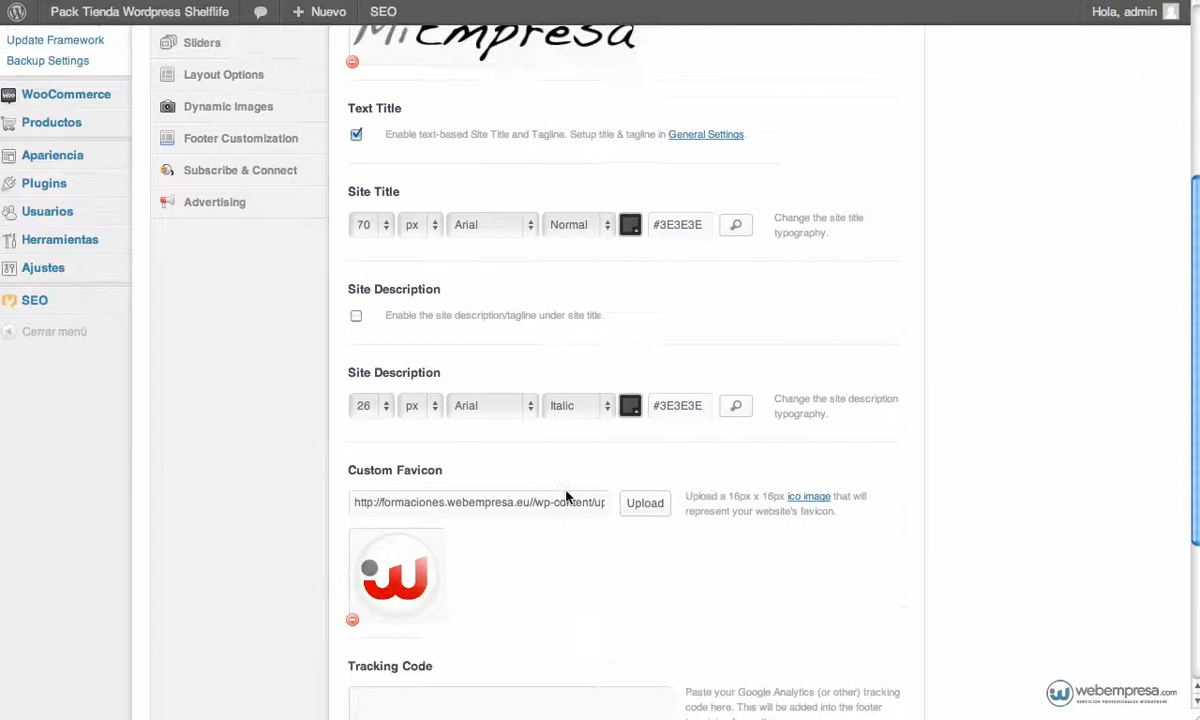 Pack Tienda Wordpress Shelflife
Nuevo
SEO
Hola, admin
Update Framework
Backup Settings
WooCommerce
Productos
Apariencia
Plugins
Usuarios
Herramientas
Ajustes
SEO
Cerrar menú
Sliders
Layout Options
Dynamic Images
Footer Customization
Subscribe & Connect
Advertising
MiEmpresa
Text Title
Enable text-based Site Title and Tagline. Setup title & tagline in General Settings.
Site Title
70 px Arial Normal #3E3E3E
Change the site title
typography.
Site Description
Enable the site description/tagline under site title.
Site Description
26 px Arial Italic #3E3E3E
Change the site description
typography.
Custom Favicon
http://formaciones.webempresa.eu//wp-content/up
Upload
Upload a 16px x 16px ico image that will
represent your website's favicon.
Tracking Code
Paste your Google Analytics (or other) tracking
code here. This will be added into the footer
webempresa.com
SERVICIOS PROFESIONALES WORDPRESS